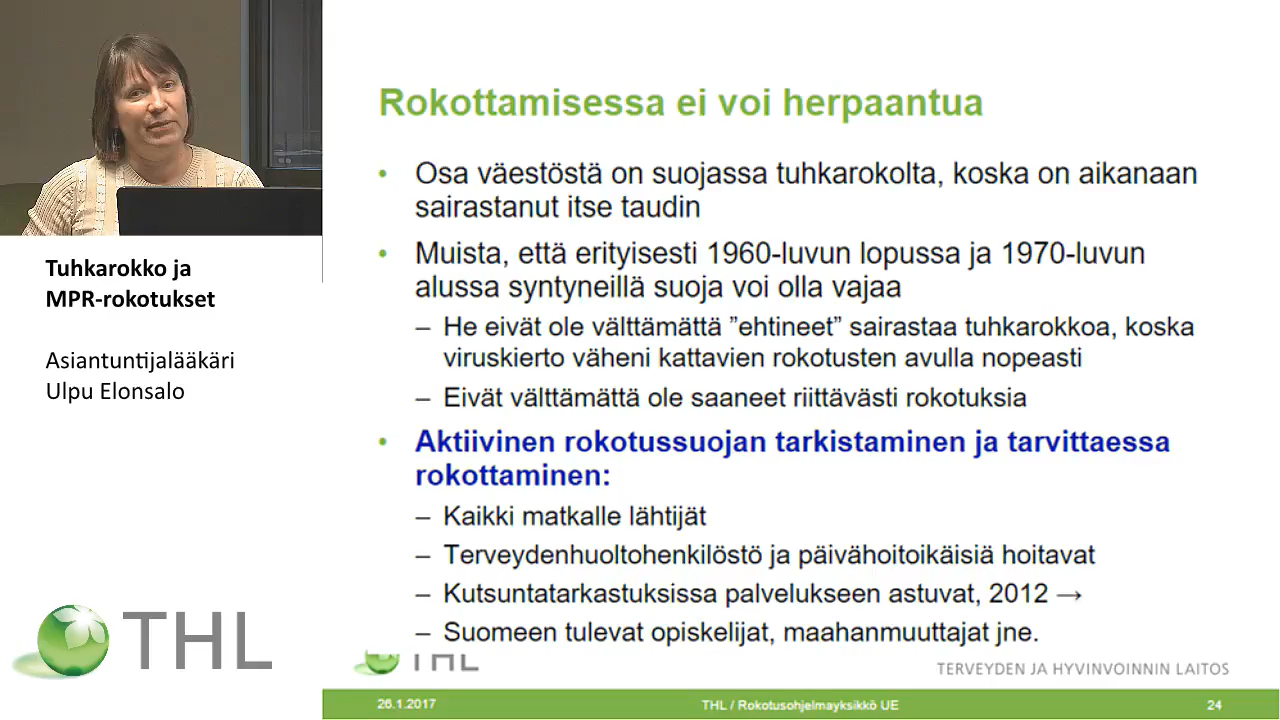 Rokottamisessa ei voi herpaantua
• Osa väestöstä on suojassa tuhkarokolta, koska on aikanaan
sairastanut itse taudin
• Muista, että erityisesti 1960-luvun lopussa ja 1970-luvun
alussa syntyneillä suoja voi olla vajaa
– He eivät ole välttämättä ”ehtineet” sairastaa tuhkarokkoa, koska
viruskierto väheni kattavien rokotusten avulla nopeasti
– Eivät välttämättä ole saaneet riittävästi rokotuksia
• Aktiivinen rokotussuojan tarkistaminen ja tarvittaessa
rokottaminen:
– Kaikki matkalle lähtijät
– Terveydenhuoltohenkilöstö ja päivähoitoikäisiä hoitavat
– Kutsuntatarkastuksissa palvelukseen astuvat, 2012 →
– Suomeen tulevat opiskelijat, maahanmuuttajat jne.
Tuhkarokko ja
MPR-rokotukset
Asiantuntijalääkäri
Ulpu Elonsalo
THL
THL
TERVEYDEN JA HYVINVOINNIN LAITOS
26.1.2017
THL / Rokotusohjelmayksikkö UE
24